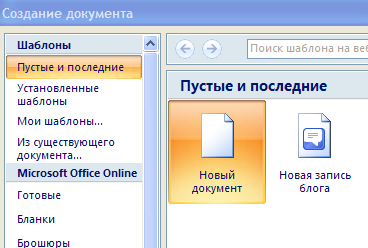 Создание документа
Шаблоны
Пустые и последние
Установленные
шаблоны
Мои шаблоны...
Из существующего
документа...
Microsoft Office Online
Готовые
Бланки
Брошюры
Поиск шаблона на веб
Пустые и последние
Новый
документ
Новая запись
блога